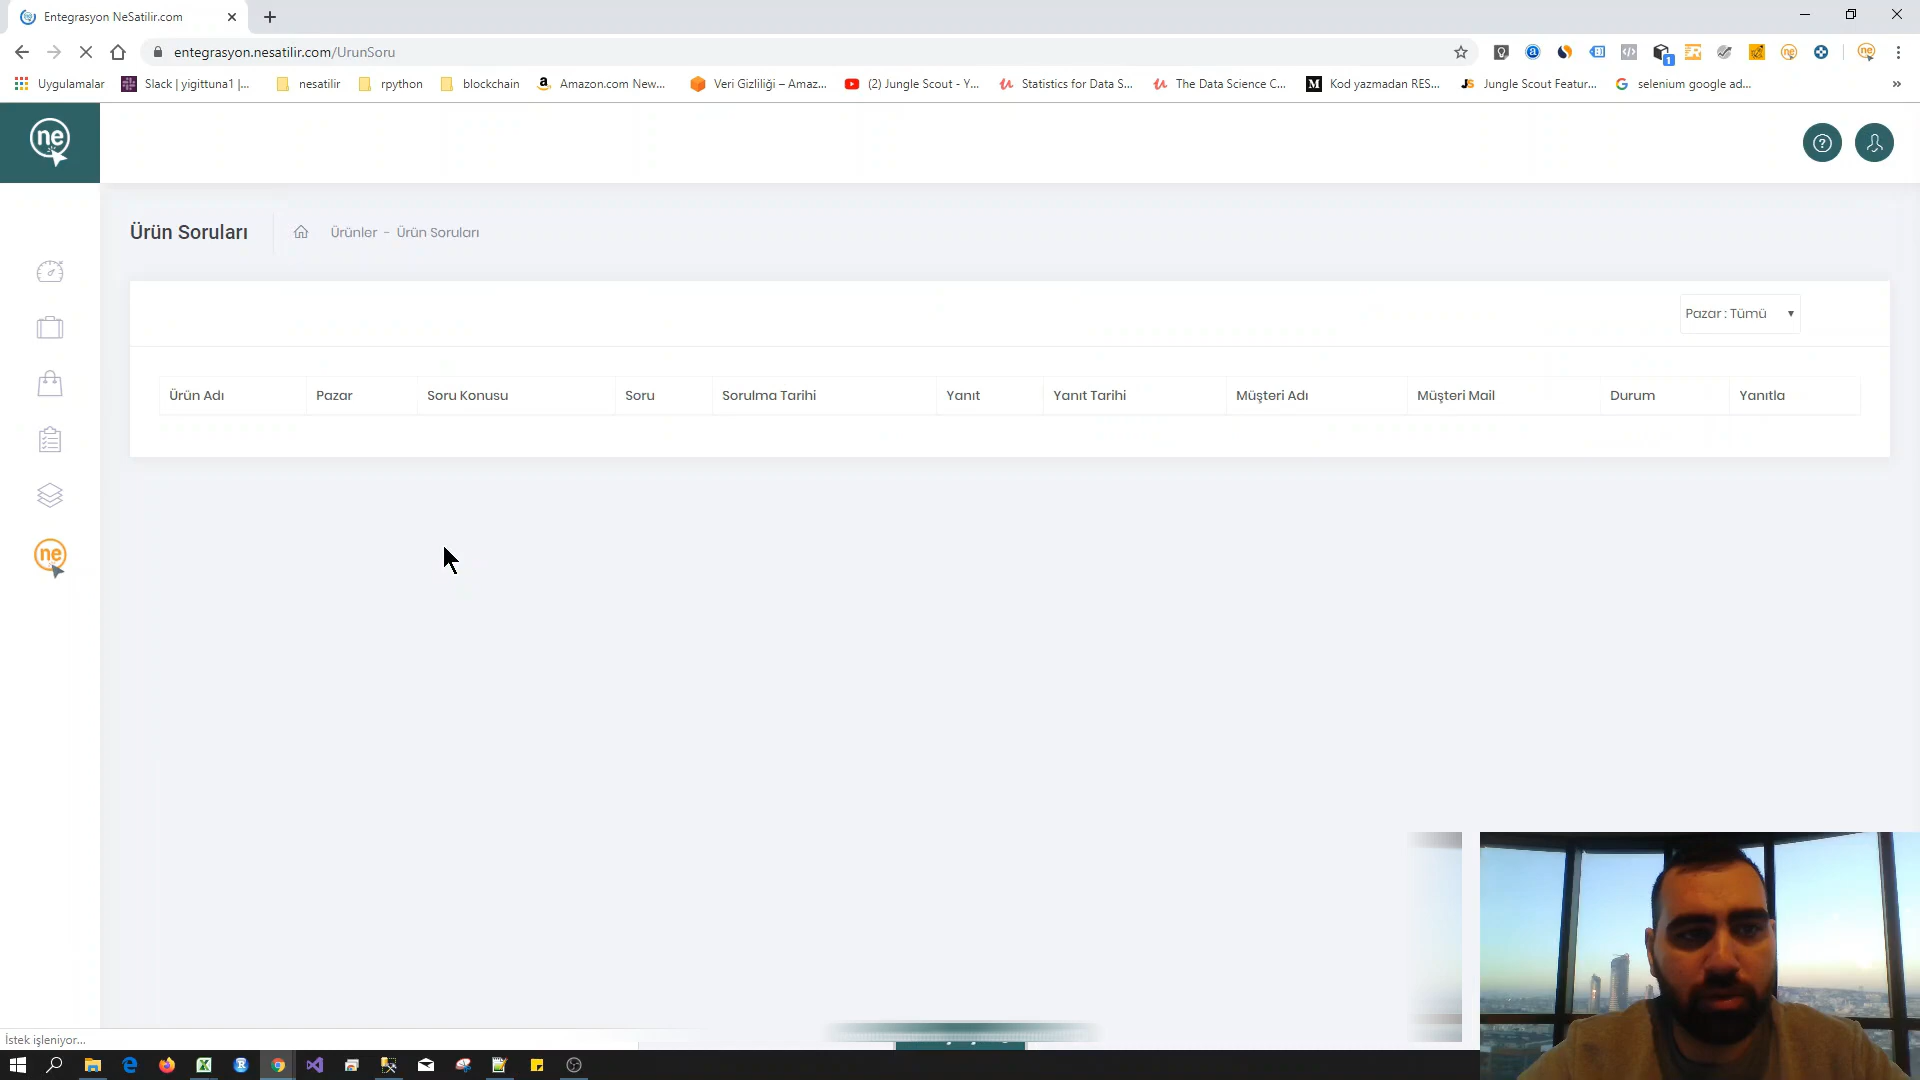 Entegrasyon NeSatilir.com
entegrasyon.nesatilir.com/UrunSoru
Uygulamalar
Slack | yigittuna1 |...
nesatilir
rpython
blockchain
Amazon.com New...
Veri Gizliliği – Amaz...
(2) Jungle Scout - Y...
Statistics for Data S...
The Data Science C...
Kod yazmadan RES...
Jungle Scout Featur...
selenium google ad...
ne
Ürün Soruları
Ürünler - Ürün Soruları
Pazar : Tümü
Ürün Adı
Pazar
Soru Konusu
Soru
Sorulma Tarihi
Yanıt
Yanıt Tarihi
Müşteri Adı
Müşteri Mail
Durum
Yanıtla
ne
İstek işleniyor...